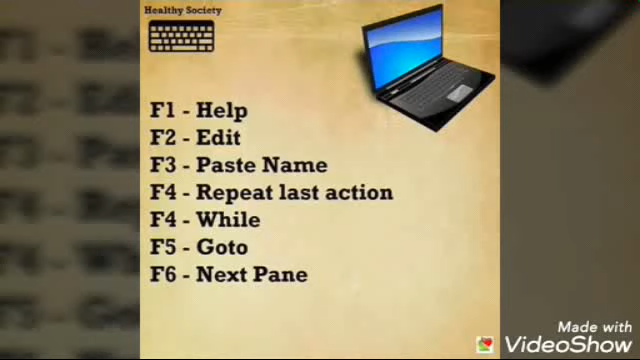 Healthy Society
F1 - Help
F2 - Edit
F3 - Paste Name
F4 - Repeat last action
F4 - While
F5 - Goto
F6 - Next Pane
Made with
VideoShow